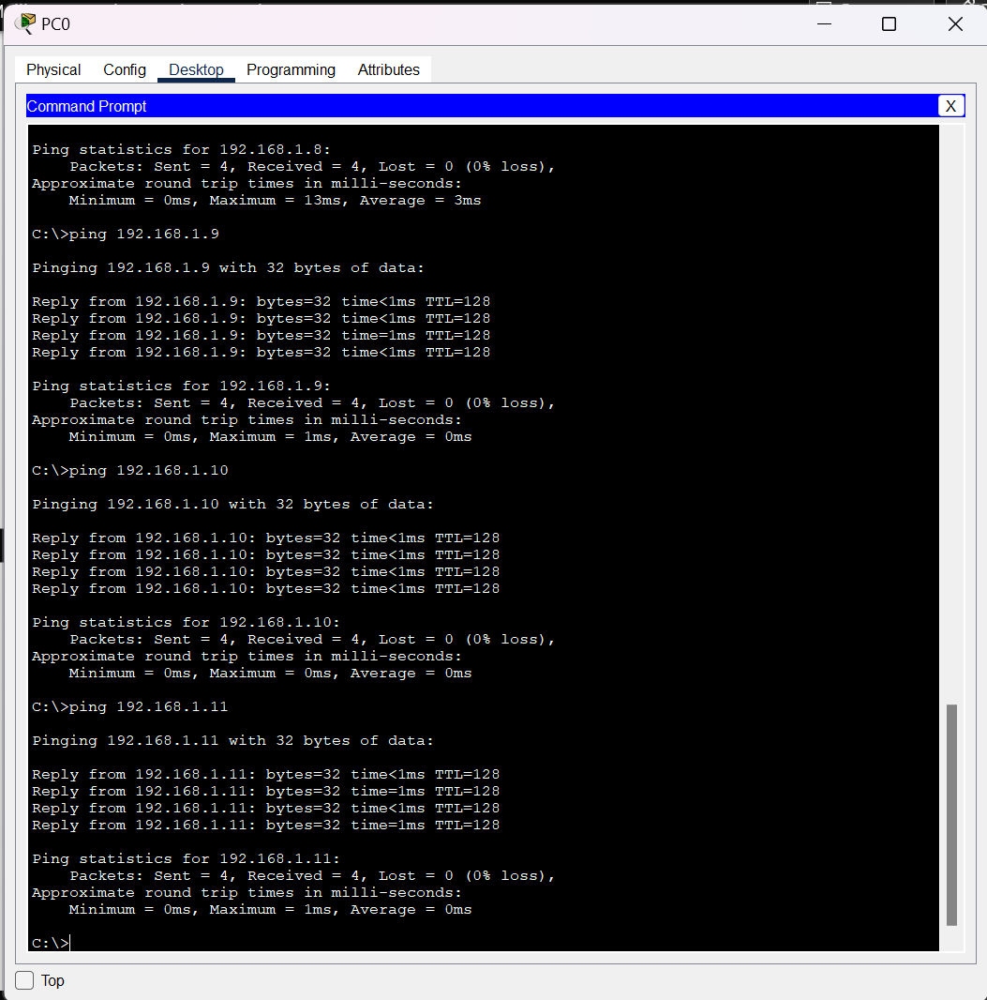 PC0
Physical Config Desktop Programming Attributes
Command Prompt X
Ping statistics for 192.168.1.8:
    Packets: Sent = 4, Received = 4, Lost = 0 (0% loss),
Approximate round trip times in milli-seconds:
    Minimum = 0ms, Maximum = 13ms, Average = 3ms
C:\>ping 192.168.1.9
Pinging 192.168.1.9 with 32 bytes of data:
Reply from 192.168.1.9: bytes=32 time<1ms TTL=128
Reply from 192.168.1.9: bytes=32 time<1ms TTL=128
Reply from 192.168.1.9: bytes=32 time=1ms TTL=128
Reply from 192.168.1.9: bytes=32 time<1ms TTL=128
Ping statistics for 192.168.1.9:
    Packets: Sent = 4, Received = 4, Lost = 0 (0% loss),
Approximate round trip times in milli-seconds:
    Minimum = 0ms, Maximum = 1ms, Average = 0ms
C:\>ping 192.168.1.10
Pinging 192.168.1.10 with 32 bytes of data:
Reply from 192.168.1.10: bytes=32 time<1ms TTL=128
Reply from 192.168.1.10: bytes=32 time<1ms TTL=128
Reply from 192.168.1.10: bytes=32 time<1ms TTL=128
Reply from 192.168.1.10: bytes=32 time<1ms TTL=128
Ping statistics for 192.168.1.10:
    Packets: Sent = 4, Received = 4, Lost = 0 (0% loss),
Approximate round trip times in milli-seconds:
    Minimum = 0ms, Maximum = 0ms, Average = 0ms
C:\>ping 192.168.1.11
Pinging 192.168.1.11 with 32 bytes of data:
Reply from 192.168.1.11: bytes=32 time<1ms TTL=128
Reply from 192.168.1.11: bytes=32 time=1ms TTL=128
Reply from 192.168.1.11: bytes=32 time<1ms TTL=128
Reply from 192.168.1.11: bytes=32 time=1ms TTL=128
Ping statistics for 192.168.1.11:
    Packets: Sent = 4, Received = 4, Lost = 0 (0% loss),
Approximate round trip times in milli-seconds:
    Minimum = 0ms, Maximum = 1ms, Average = 0ms
C:\>
Top